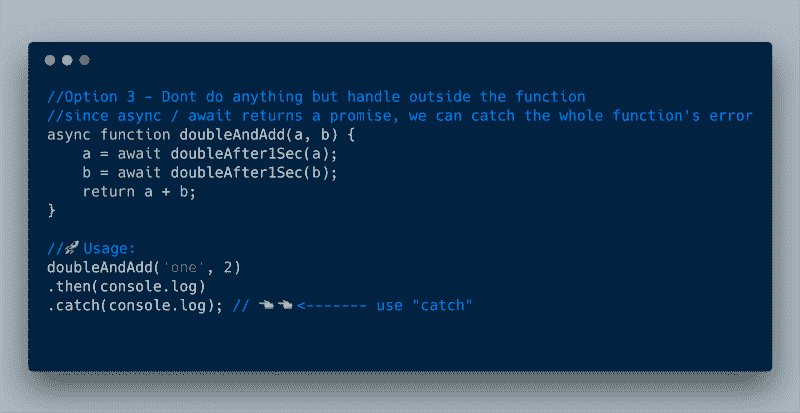 //Option 3 - Dont do anything but handle outside the function
//since async / await returns a promise, we can catch the whole function's error
async function doubleAndAdd(a, b) {
    a = await doubleAfter1Sec(a);
    b = await doubleAfter1Sec(b);
    return a + b;
}
//🚀Usage:
doubleAndAdd('one', 2)
.then(console.log)
.catch(console.log); // 👈👈<------- use "catch"